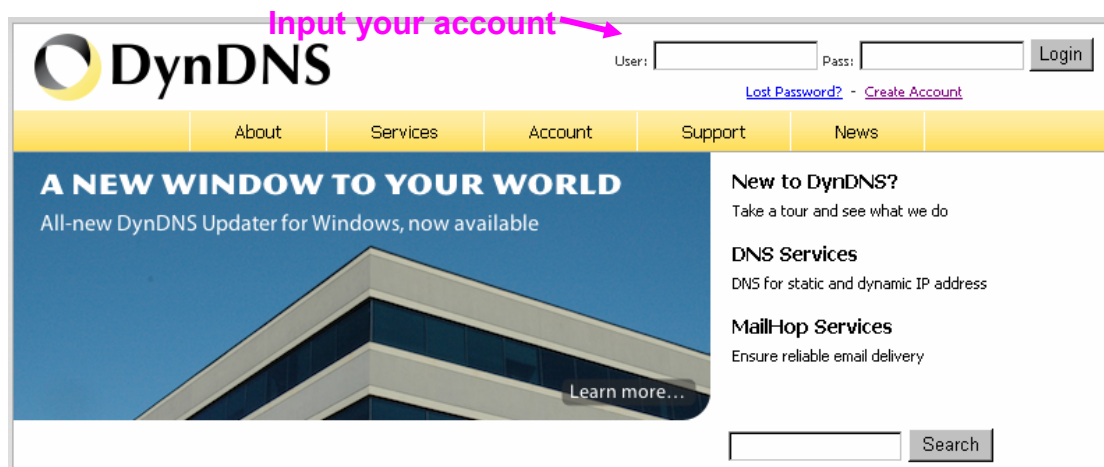 Input your account
DynDNS
User: Pass: Login
Lost Password? - Create Account
About Services Account Support News
A NEW WINDOW TO YOUR WORLD
All-new DynDNS Updater for Windows, now available
Learn more...
New to DynDNS?
Take a tour and see what we do
DNS Services
DNS for static and dynamic IP address
MailHop Services
Ensure reliable email delivery
Search